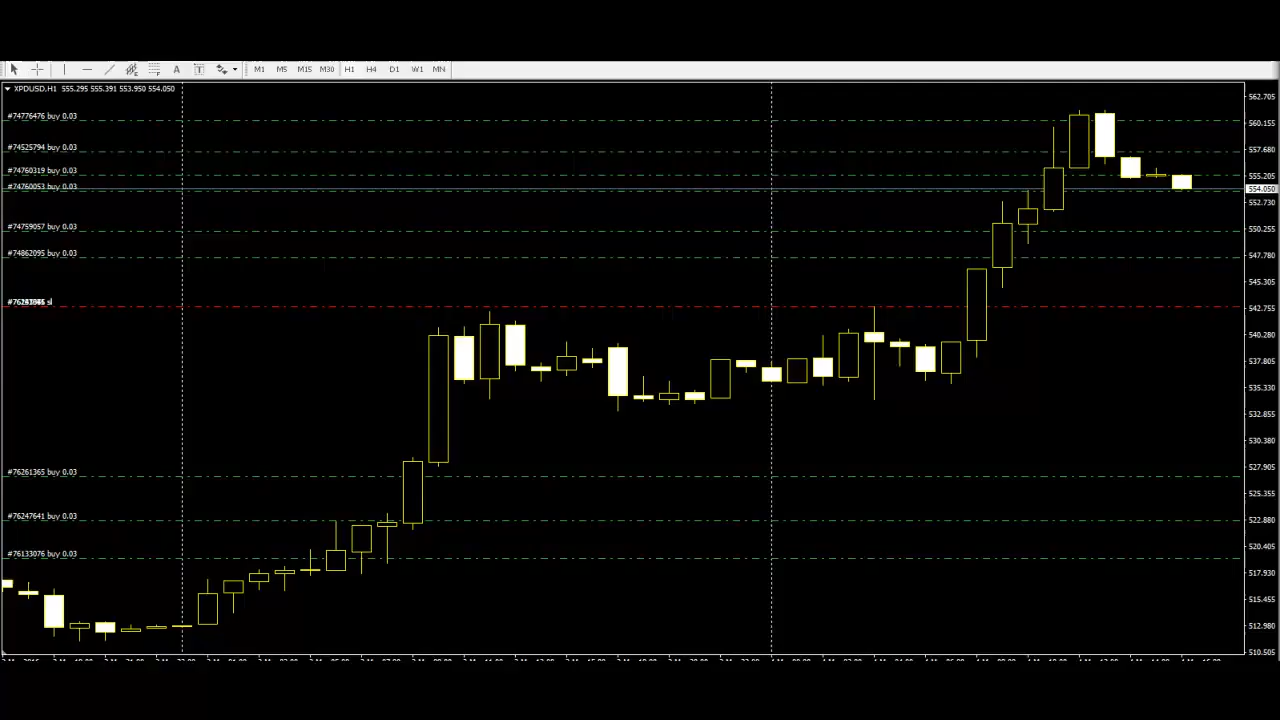 M1 M5 M15 M30 H1 H4 D1 W1 MN
XPDUSD,H1 555.295 555.391 553.950 554.050
#74776476 buy 0.03
#74525794 buy 0.03
#74760319 buy 0.03
#74760053 buy 0.03
#74759057 buy 0.03
#74862095 buy 0.03
sl
#76261365 buy 0.03
#76247641 buy 0.03
#76133076 buy 0.03
562.705
560.155
557.680
555.205
554.050
552.730
550.255
547.780
545.305
542.755
540.280
537.805
535.330
532.855
530.380
527.905
525.355
522.880
520.405
517.930
515.455
512.980
510.505